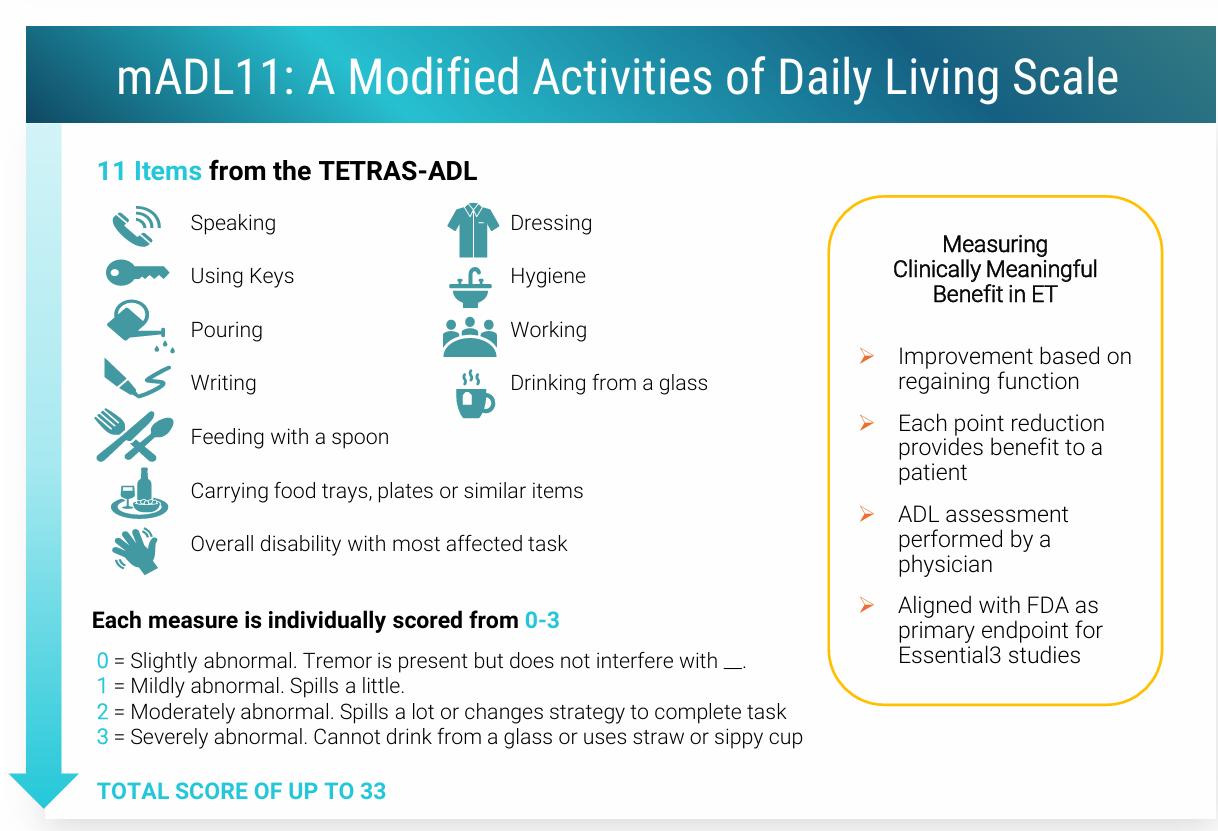 mADL11: A Modified Activities of Daily Living Scale
11 Items from the TETRAS-ADL
Speaking
Using Keys
Pouring
Writing
Feeding with a spoon
Carrying food trays, plates or similar items
Overall disability with most affected task
Dressing
Hygiene
Working
Drinking from a glass
Each measure is individually scored from 0-3
0 = Slightly abnormal. Tremor is present but does not interfere with __.
1 = Mildly abnormal. Spills a little.
2 = Moderately abnormal. Spills a lot or changes strategy to complete task
3 = Severely abnormal. Cannot drink from a glass or uses straw or sippy cup
TOTAL SCORE OF UP TO 33
Measuring
Clinically Meaningful
Benefit in ET
Improvement based on
regaining function
Each point reduction
provides benefit to a
patient
ADL assessment
performed by a
physician
Aligned with FDA as
primary endpoint for
Essential3 studies